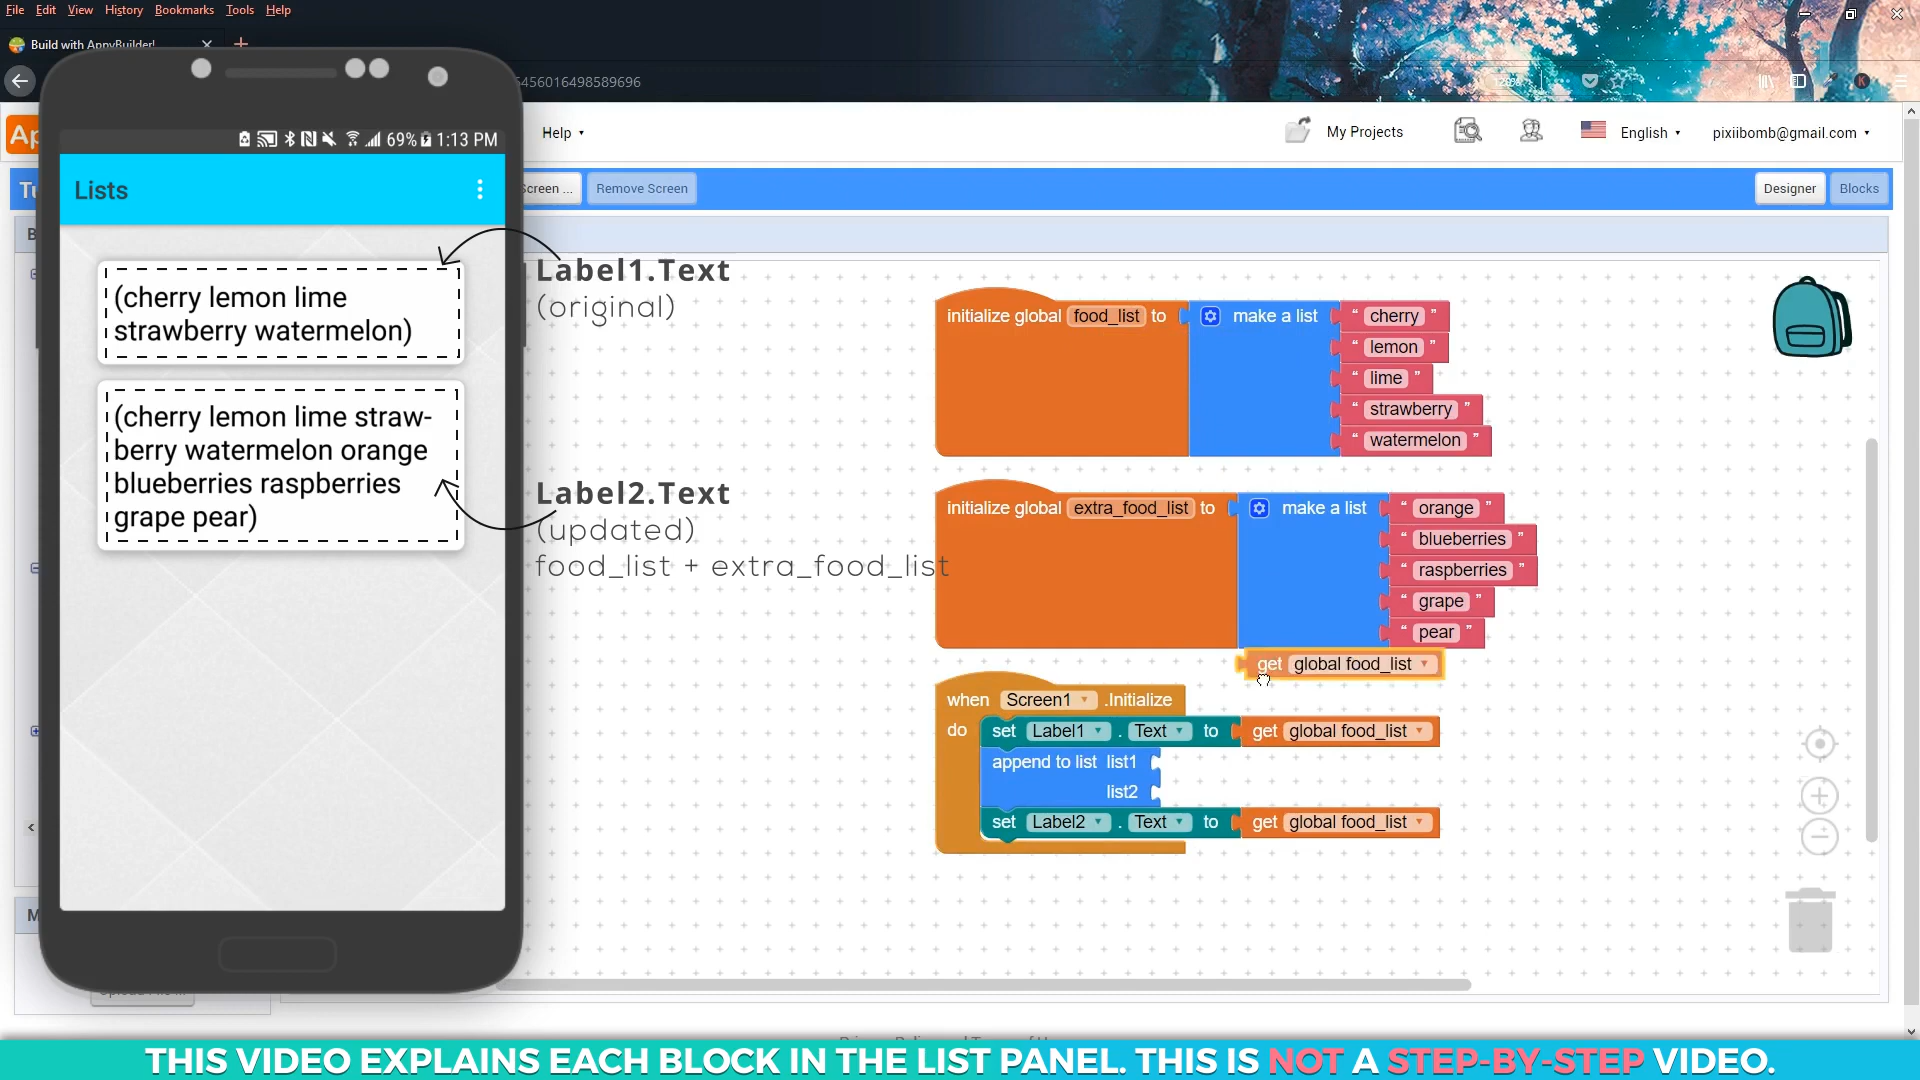 File Edit View History Bookmarks Tools Help
Build with AppyBuilder!
5456016498589696
Help
My Projects
English
pixiibomb@gmail.com
Screen ...
Remove Screen
Designer
Blocks
69% 1:13 PM
Lists
(cherry lemon lime
strawberry watermelon)
(cherry lemon lime straw-
berry watermelon orange
blueberries raspberries
grape pear)
Label1.Text
(original)
Label2.Text
(updated)
food_list + extra_food_list
initialize global food_list to make a list “ cherry ”
“ lemon ”
“ lime ”
“ strawberry ”
“ watermelon ”
initialize global extra_food_list to make a list “ orange ”
“ blueberries ”
“ raspberries ”
“ grape ”
“ pear ”
get global food_list
when Screen1 .Initialize
do set Label1 . Text to get global food_list
append to list list1
list2
set Label2 . Text to get global food_list
THIS VIDEO EXPLAINS EACH BLOCK IN THE LIST PANEL. THIS IS NOT A STEP-BY-STEP VIDEO.